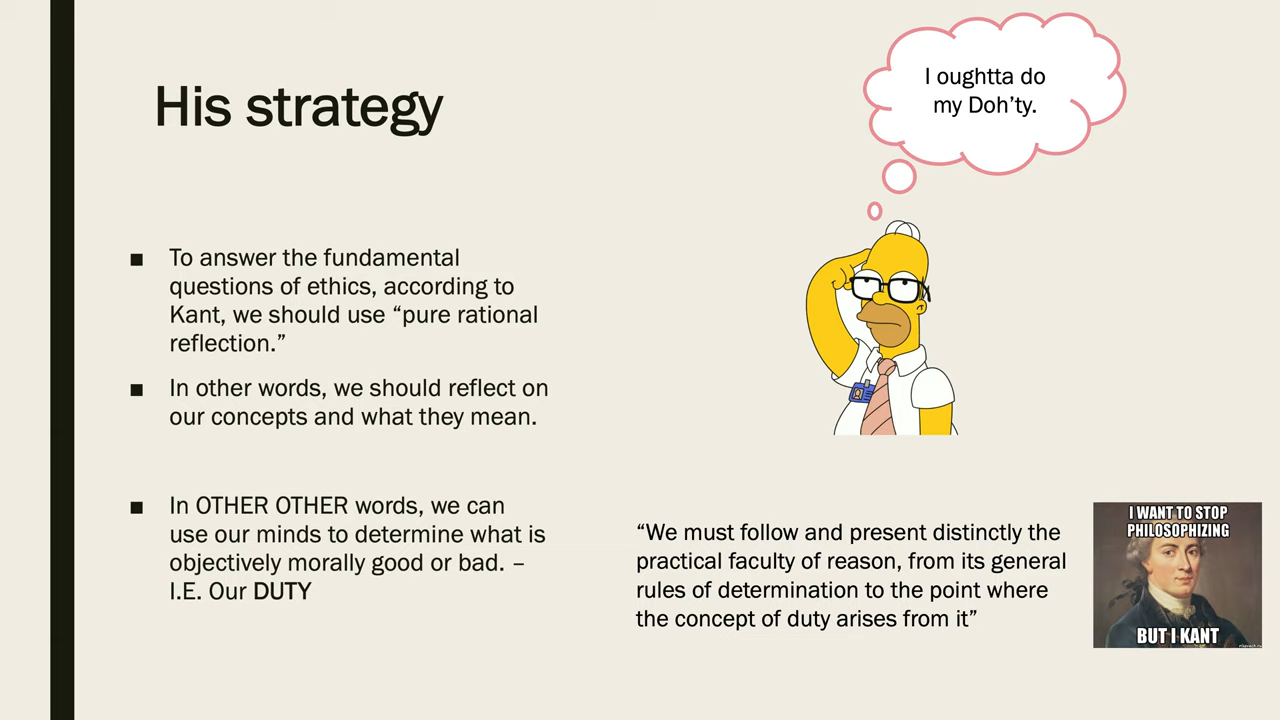 His strategy
I oughtta do
my Doh’ty.
■ To answer the fundamental
questions of ethics, according to
Kant, we should use “pure rational
reflection.”
■ In other words, we should reflect on
our concepts and what they mean.
■ In OTHER OTHER words, we can
use our minds to determine what is
objectively morally good or bad. –
I.E. Our DUTY
“We must follow and present distinctly the
practical faculty of reason, from its general
rules of determination to the point where
the concept of duty arises from it”
I WANT TO STOP
PHILOSOPHIZING
BUT I KANT